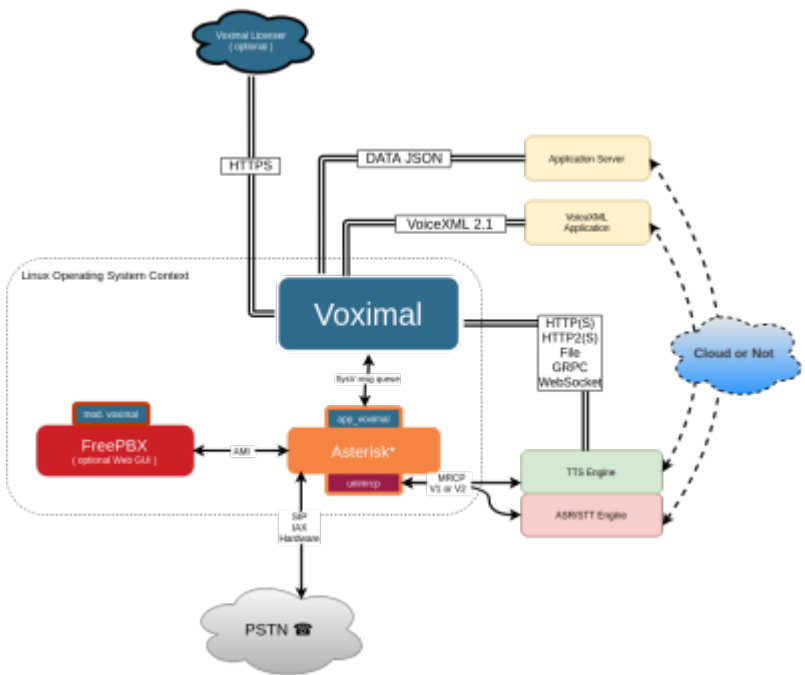 Voximal Licenser
( optional )
HTTPS
DATA JSON
Application Server
VoiceXML 2.1
VoiceXML
Application
Linux Operating System Context
Voximal
HTTP(S)
HTTP2(S)
File
GRPC
WebSocket
Cloud or Not
SysV msg queue
mod. voximal
app_voximal
FreePBX
( optional Web GUI )
AMI
Asterisk*
unimrcp
MRCP
V1 or V2
TTS Engine
ASR/STT Engine
SIP
IAX
Hardware
PSTN ☎